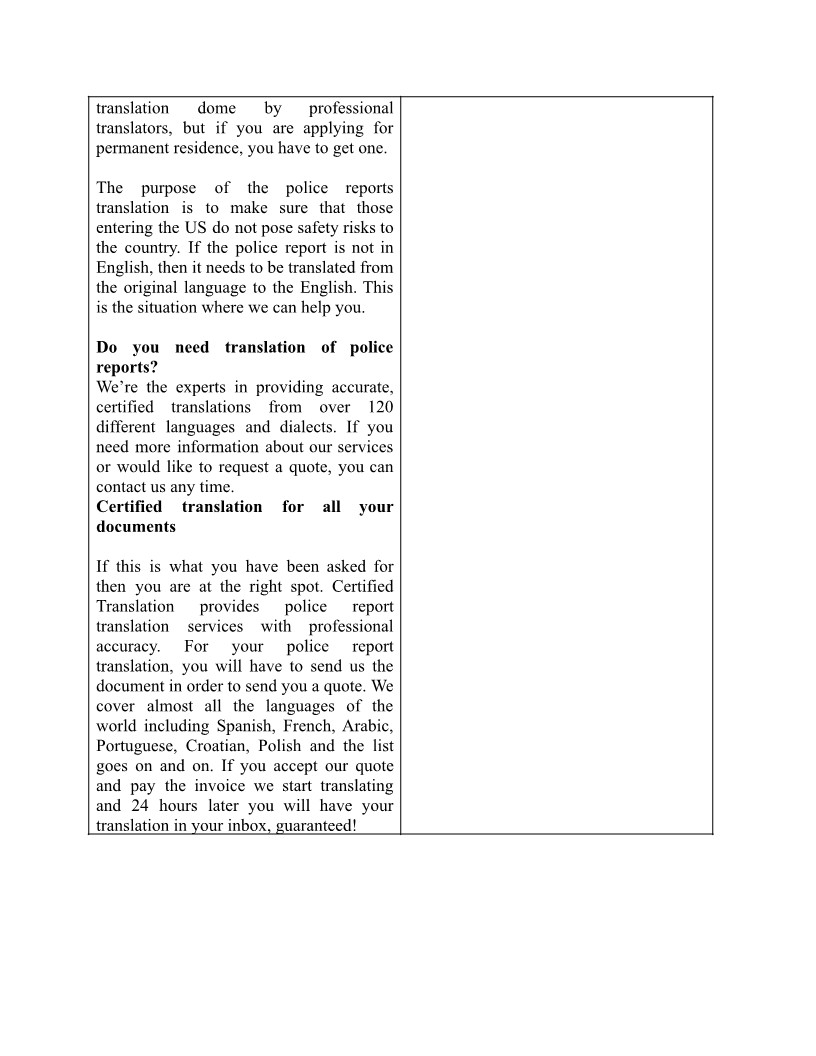 translation dome by professional
translators, but if you are applying for
permanent residence, you have to get one.
The purpose of the police reports
translation is to make sure that those
entering the US do not pose safety risks to
the country. If the police report is not in
English, then it needs to be translated from
the original language to the English. This
is the situation where we can help you.
Do you need translation of police
reports?
We’re the experts in providing accurate,
certified translations from over 120
different languages and dialects. If you
need more information about our services
or would like to request a quote, you can
contact us any time.
Certified translation for all your
documents
If this is what you have been asked for
then you are at the right spot. Certified
Translation provides police report
translation services with professional
accuracy. For your police report
translation, you will have to send us the
document in order to send you a quote. We
cover almost all the languages of the
world including Spanish, French, Arabic,
Portuguese, Croatian, Polish and the list
goes on and on. If you accept our quote
and pay the invoice we start translating
and 24 hours later you will have your
translation in your inbox, guaranteed!